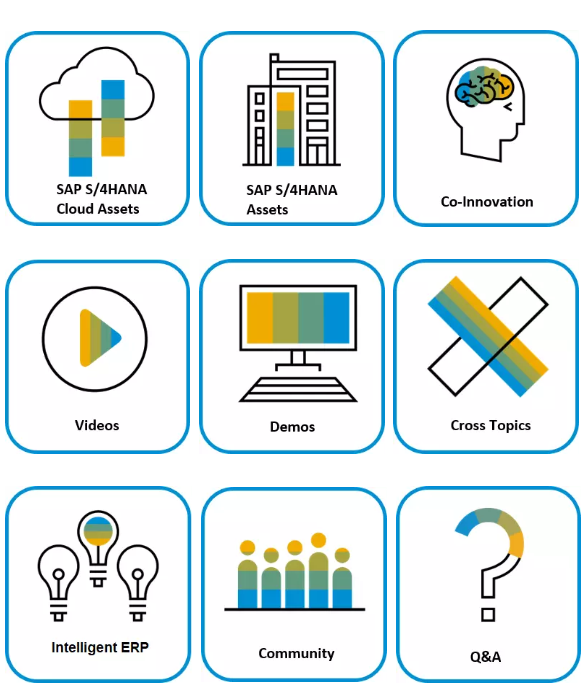 SAP S/4HANA
Cloud Assets
SAP S/4HANA
Assets
Co-Innovation
Videos
Demos
Cross Topics
Intelligent ERP
Community
Q&A